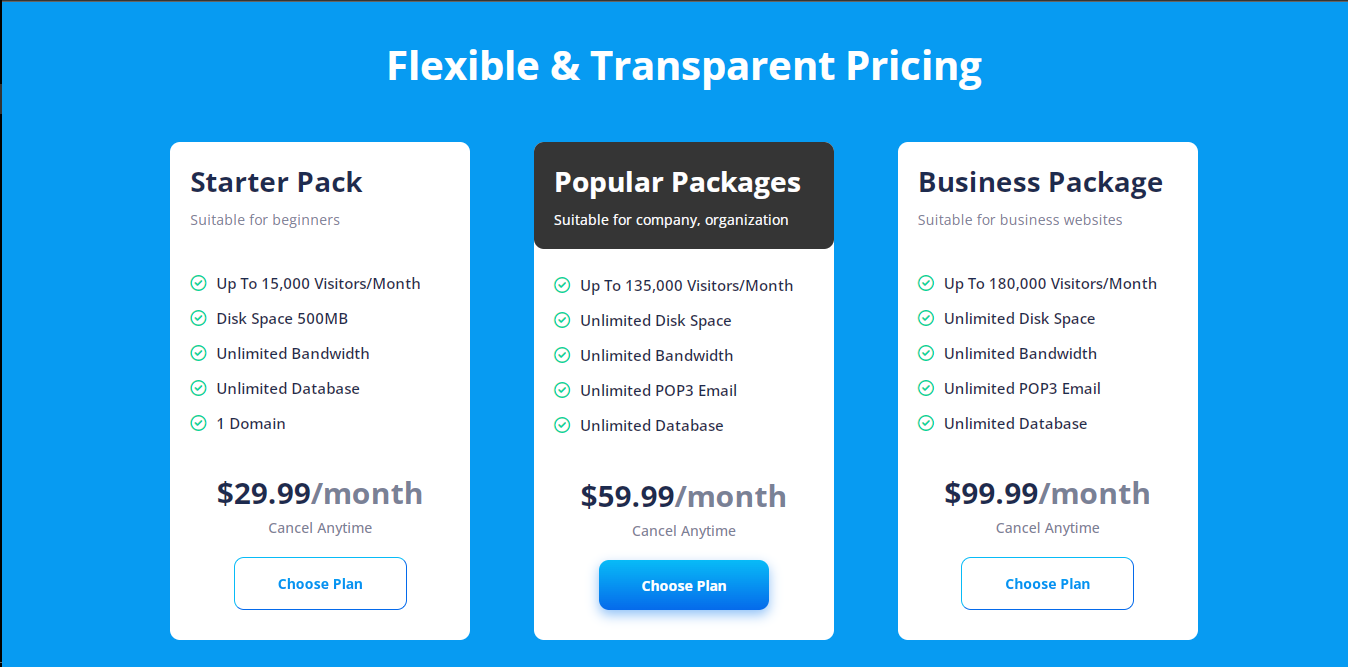 Flexible & Transparent Pricing
Starter Pack
Suitable for beginners
Up To 15,000 Visitors/Month
Disk Space 500MB
Unlimited Bandwidth
Unlimited Database
1 Domain
$29.99/month
Cancel Anytime
Choose Plan
Popular Packages
Suitable for company, organization
Up To 135,000 Visitors/Month
Unlimited Disk Space
Unlimited Bandwidth
Unlimited POP3 Email
Unlimited Database
$59.99/month
Cancel Anytime
Choose Plan
Business Package
Suitable for business websites
Up To 180,000 Visitors/Month
Unlimited Disk Space
Unlimited Bandwidth
Unlimited POP3 Email
Unlimited Database
$99.99/month
Cancel Anytime
Choose Plan